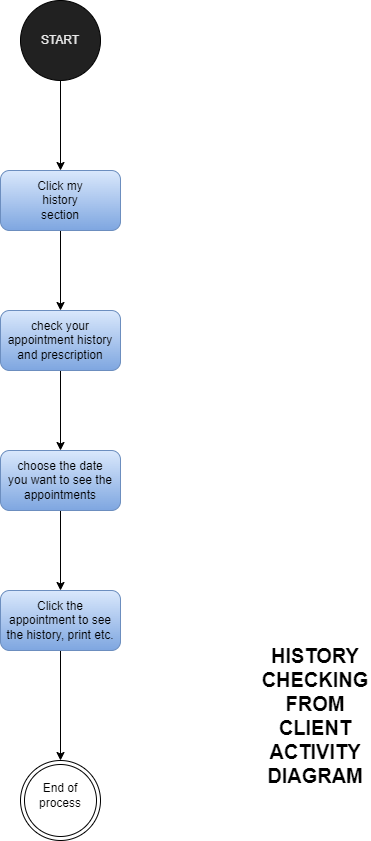 START
Click my
history
section
check your
appointment history
and prescription
choose the date
you want to see the
appointments
Click the
appointment to see
the history, print etc.
HISTORY
CHECKING
FROM
CLIENT
ACTIVITY
DIAGRAM
End of
process